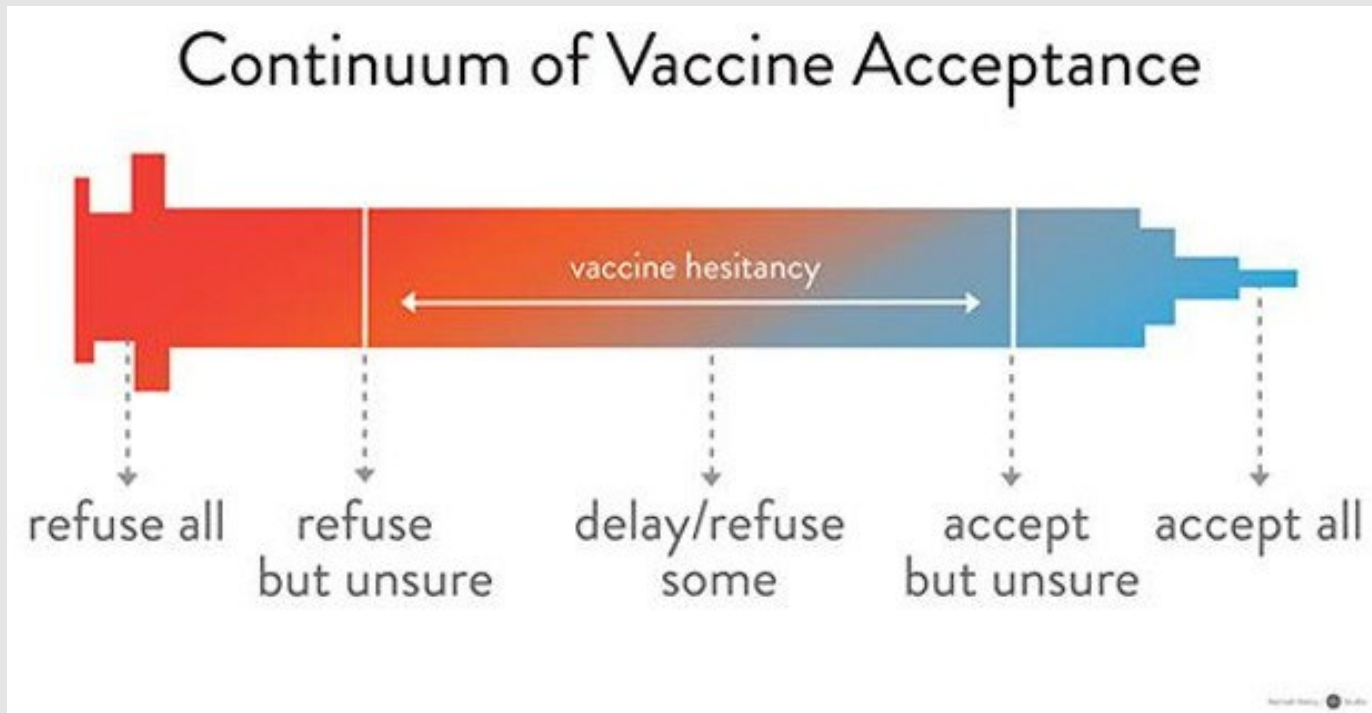 Continuum of Vaccine Acceptance
vaccine hesitancy
refuse all
refuse
but unsure
delay/refuse
some
accept
but unsure
accept all